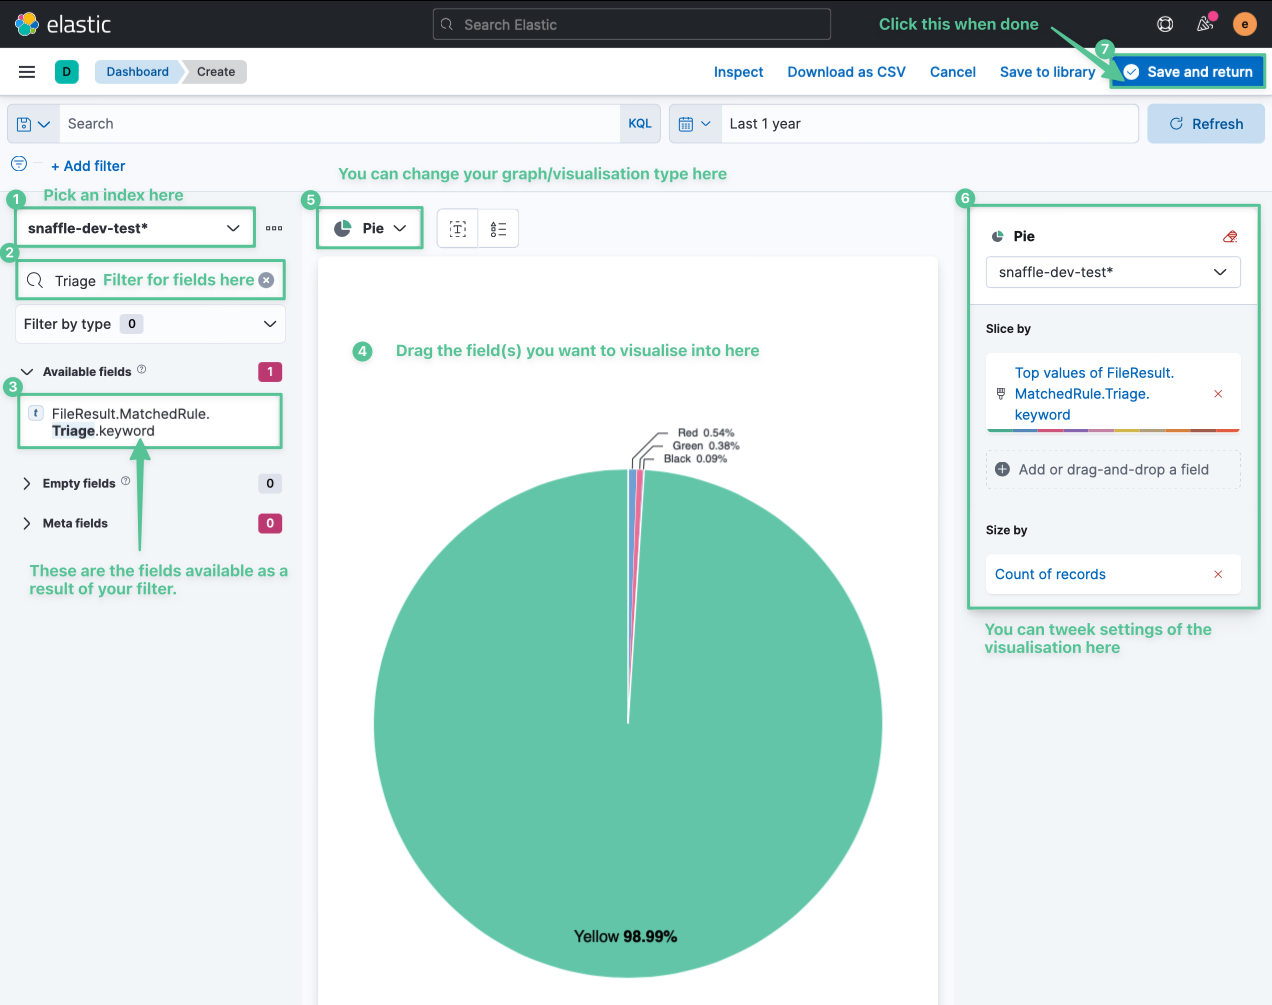 elastic
Search Elastic
Click this when done
e
7
D
Dashboard
Create
Inspect
Download as CSV
Cancel
Save to library
Save and return
Search
KQL
Last 1 year
Refresh
+ Add filter
You can change your graph/visualisation type here
1
Pick an index here
5
6
snaffle-dev-test*
Pie
Pie
2
Triage
Filter for fields here
snaffle-dev-test*
Filter by type 0
Slice by
4
Drag the field(s) you want to visualise into here
Available fields
1
3
t
FileResult.MatchedRule.
Triage.keyword
Top values of FileResult.
MatchedRule.Triage.
keyword
Red 0.54%
Green 0.38%
Black 0.09%
Add or drag-and-drop a field
Empty fields
0
Meta fields
0
Size by
Count of records
These are the fields available as a
result of your filter.
You can tweek settings of the
visualisation here
Yellow 98.99%